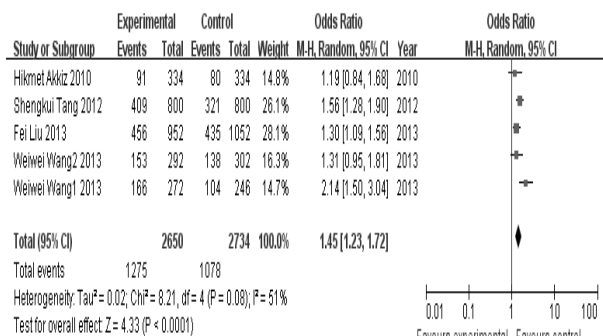 Experimental Control Odds Ratio Odds Ratio
Study or Subgroup Events Total Events Total Weight M-H, Random, 95% CI Year M-H, Random, 95% CI
Hikmet Akkiz 2010 91 334 80 334 14.8% 1.19 [0.84, 1.68] 2010
Shengkui Tang 2012 409 800 321 800 26.1% 1.56 [1.28, 1.90] 2012
Fei Liu 2013 456 952 435 1052 28.1% 1.30 [1.09, 1.56] 2013
Weiwei Wang2 2013 153 292 138 302 16.3% 1.31 [0.95, 1.81] 2013
Weiwei Wang1 2013 166 272 104 246 14.7% 2.14 [1.50, 3.04] 2013
Total (95% CI) 2650 2734 100.0% 1.45 [1.23, 1.72]
Total events 1275 1078
Heterogeneity: Tau² = 0.02; Chi² = 8.21, df = 4 (P = 0.08); I² = 51%
Test for overall effect: Z = 4.33 (P < 0.0001)
0.01 0.1 1 10 100
Favours experimental Favours control